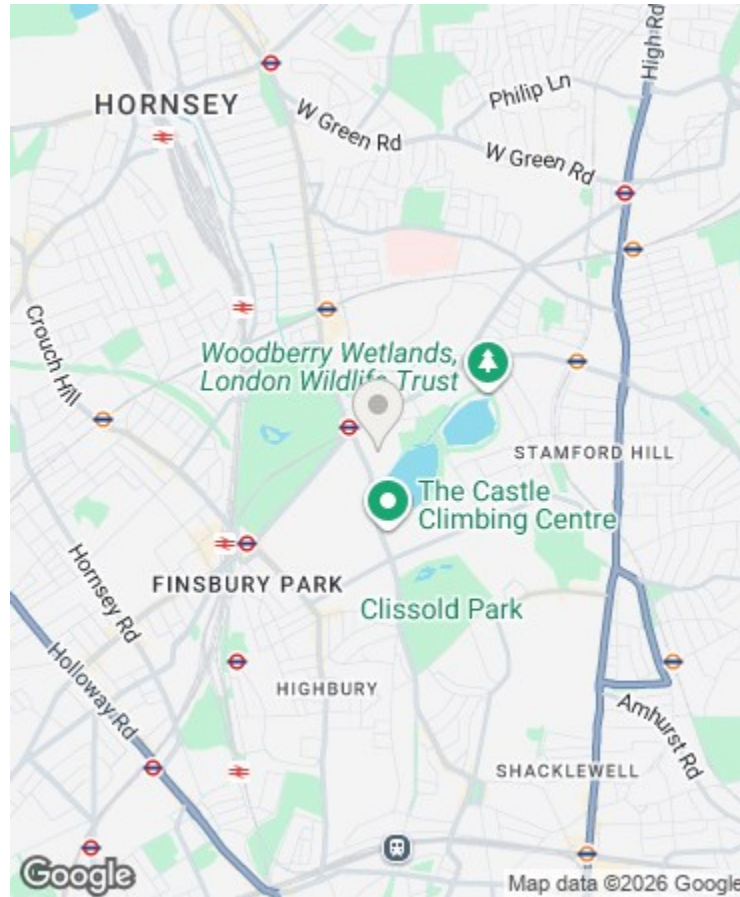 High Rd
Philip Ln
HORNSEY
W Green Rd
W Green Rd
Crouch Hill
Woodberry Wetlands,
London Wildlife Trust
STAMFORD HILL
The Castle
Climbing Centre
Hornsey Rd
FINSBURY PARK
Clissold Park
Holloway Rd
HIGHBURY
Amhurst Rd
SHACKLEWELL
Google
Map data ©2026 Google